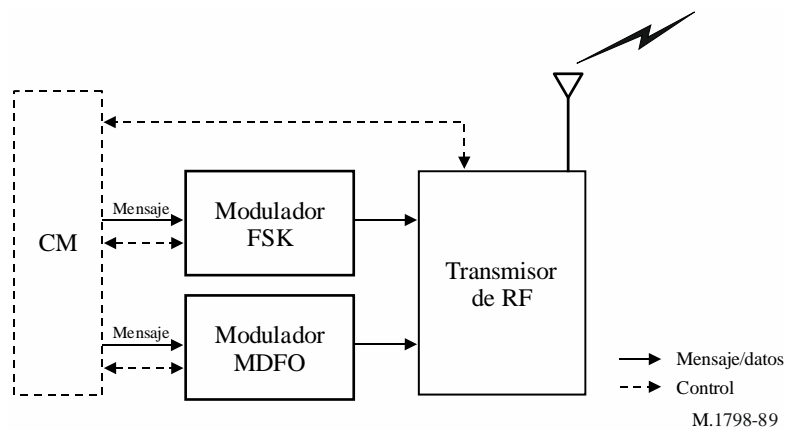 CM
Mensaje
Modulador
FSK
Mensaje
Modulador
MDFO
Transmisor
de RF
Mensaje/datos
Control
M.1798-89